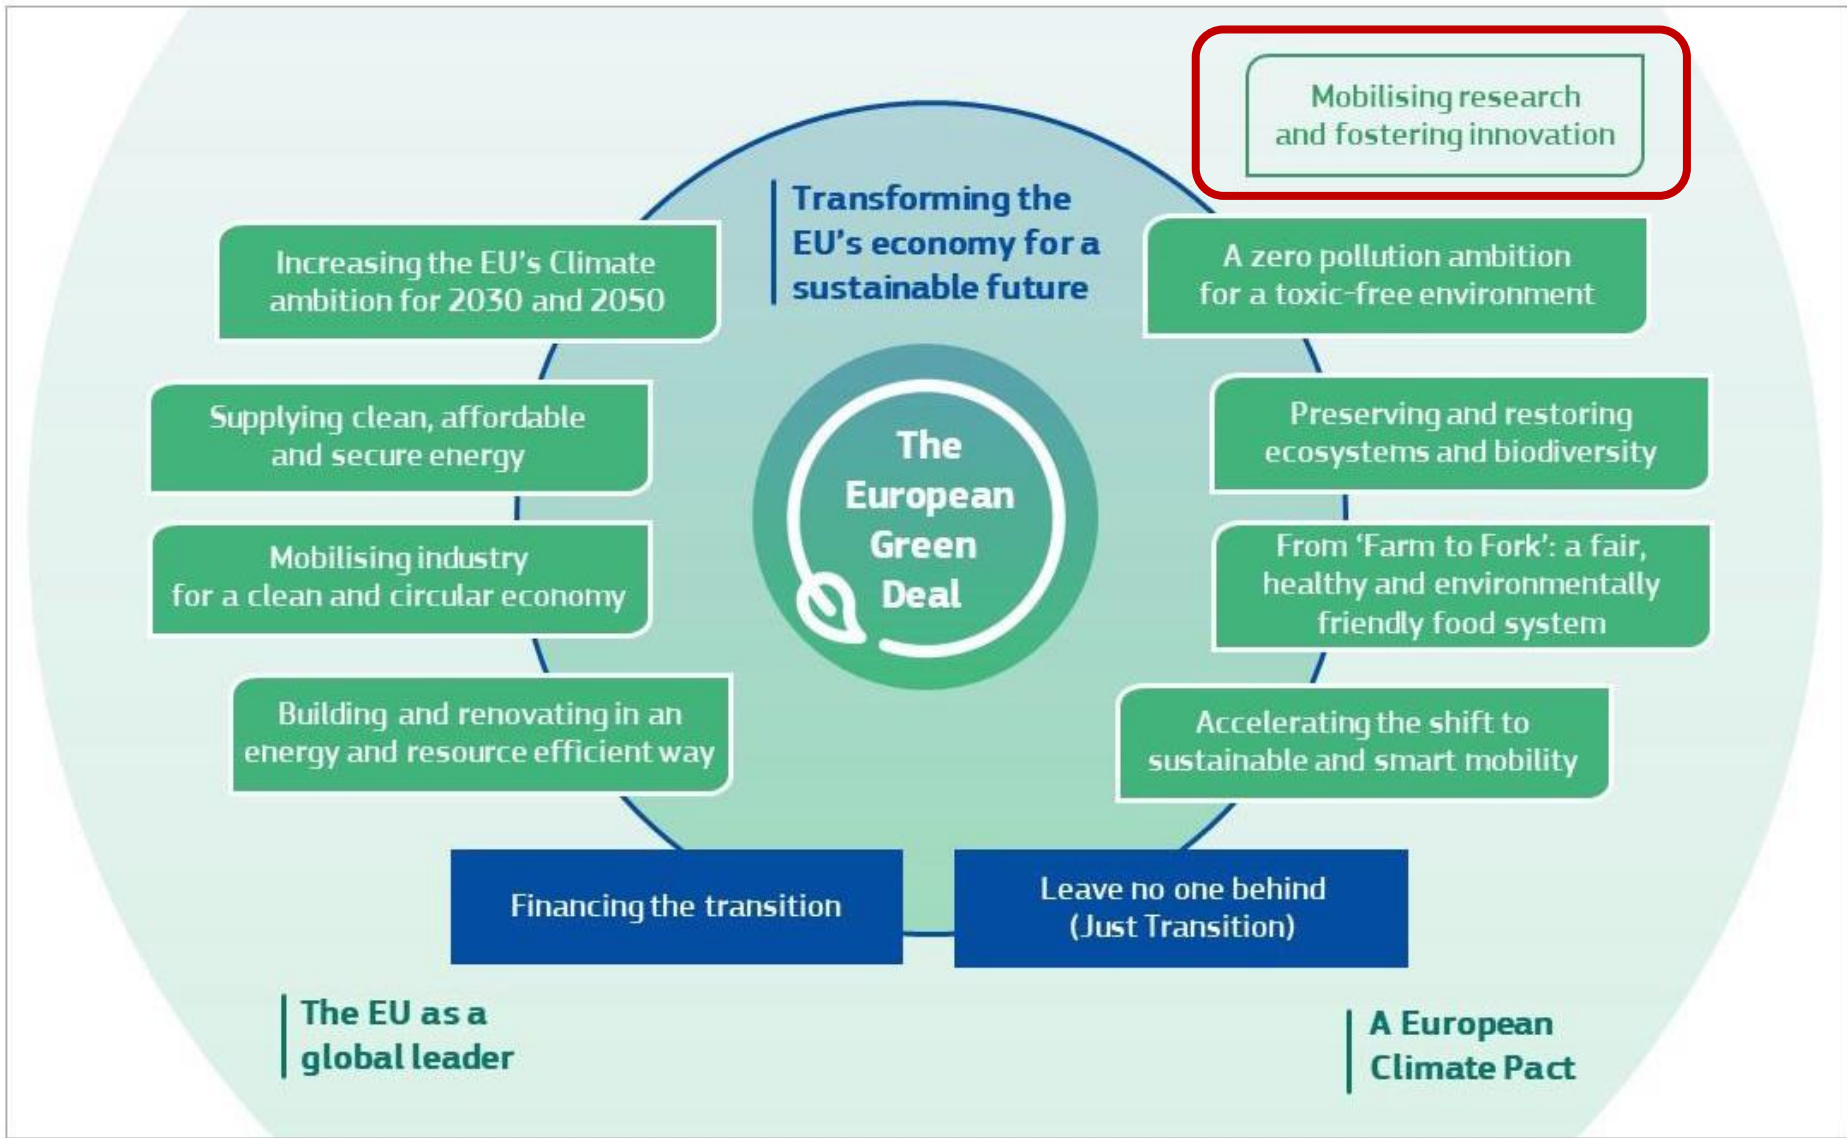 Mobilising research
and fostering innovation
Transforming the
EU's economy for a
sustainable future
Increasing the EU's Climate
ambition for 2030 and 2050
A zero pollution ambition
for a toxic-free environment
Supplying clean, affordable
and secure energy
The
European
Green
Deal
Preserving and restoring
ecosystems and biodiversity
Mobilising industry
for a clean and circular economy
From ‘Farm to Fork’: a fair,
healthy and environmentally
friendly food system
Building and renovating in an
energy and resource efficient way
Accelerating the shift to
sustainable and smart mobility
Financing the transition
Leave no one behind
(Just Transition)
The EU as a
global leader
A European
Climate Pact